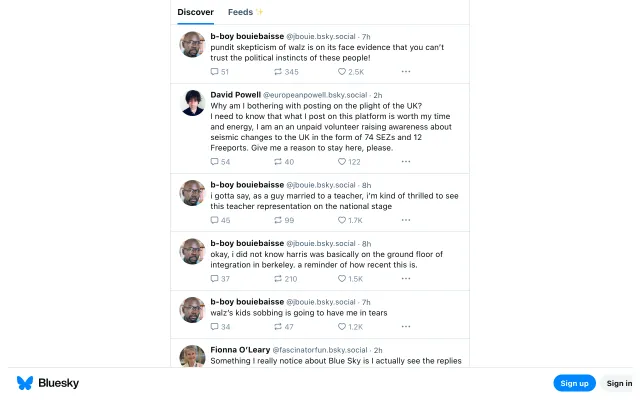 Discover Feeds ✨
b-boy bouiebaisse @jbouie.bsky.social · 7h
pundit skepticism of walz is on its face evidence that you can't
trust the political instincts of these people!
51 345 2.5K ...
David Powell @europeanpowell.bsky.social · 2h
Why am I bothering with posting on the plight of the UK?
I need to know that what I post on this platform is worth my time
and energy, I am an an unpaid volunteer raising awareness about
seismic changes to the UK in the form of 74 SEZs and 12
Freeports. Give me a reason to stay here, please.
54 40 122 ...
b-boy bouiebaisse @jbouie.bsky.social · 8h
i gotta say, as a guy married to a teacher, i'm kind of thrilled to see
this teacher representation on the national stage
45 99 1.7K ...
b-boy bouiebaisse @jbouie.bsky.social · 8h
okay, i did not know harris was basically on the ground floor of
integration in berkeley. a reminder of how recent this is.
37 210 1.5K ...
b-boy bouiebaisse @jbouie.bsky.social · 7h
walz's kids sobbing is going to have me in tears
34 47 1.2K ...
Fionna O'Leary @fascinatorfun.bsky.social · 2h
Something I really notice about Blue Sky is I actually see the replies
Bluesky Sign up Sign in